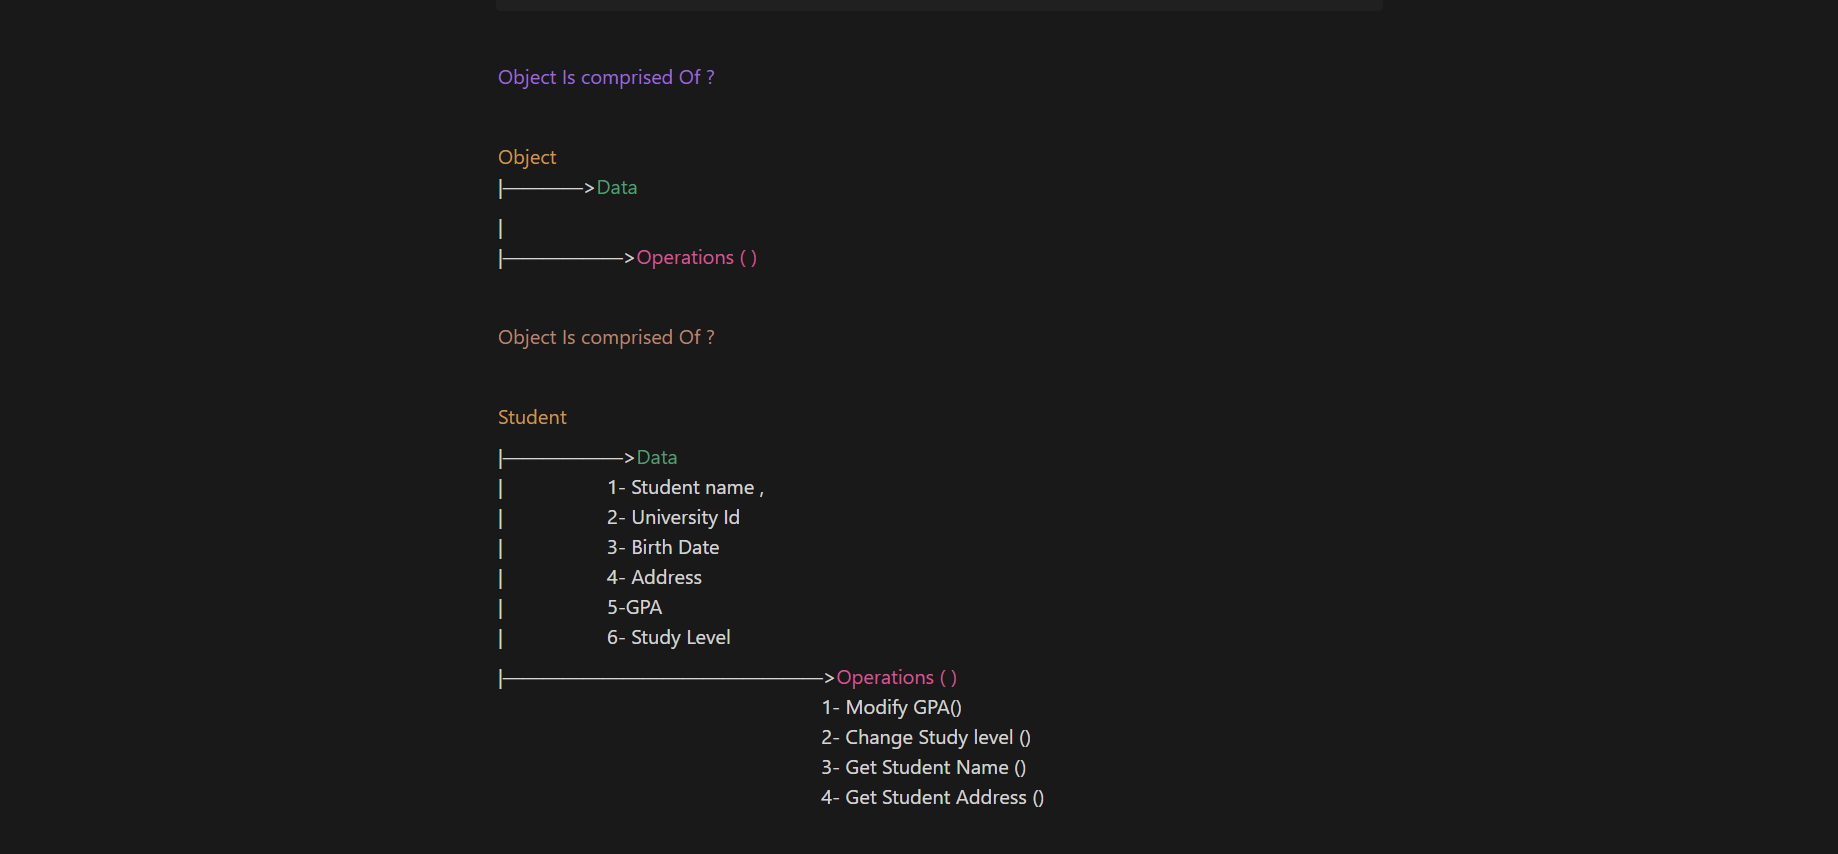 Object Is comprised Of ?
Object
|————>Data
|
|——————>Operations ( )
Object Is comprised Of ?
Student
|——————>Data
| 1- Student name ,
| 2- University Id
| 3- Birth Date
| 4- Address
| 5-GPA
| 6- Study Level
|————————————————>Operations ( )
1- Modify GPA()
2- Change Study level ()
3- Get Student Name ()
4- Get Student Address ()